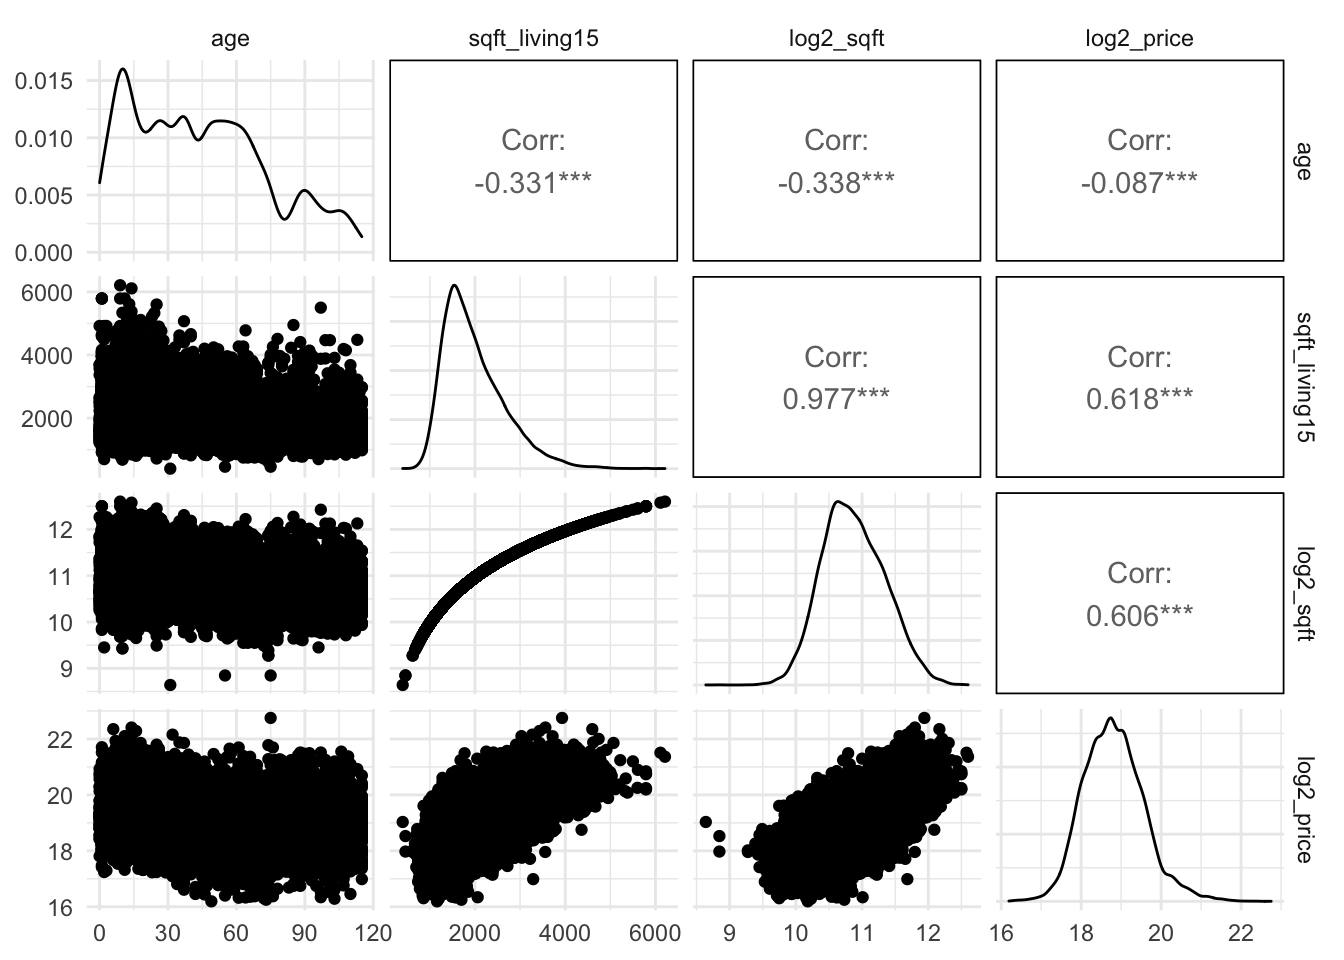 age sqft_living15 log2_sqft log2_price
0.015
0.010
0.005
0.000
Corr:
-0.331***
Corr:
-0.338***
Corr:
-0.087***
age
6000
4000
2000
Corr:
0.977***
Corr:
0.618***
sqft_living15
12
11
10
9
Corr:
0.606***
log2_sqft
22
20
18
16
log2_price
0 30 60 90 120 2000 4000 6000 9 10 11 12 16 18 20 22